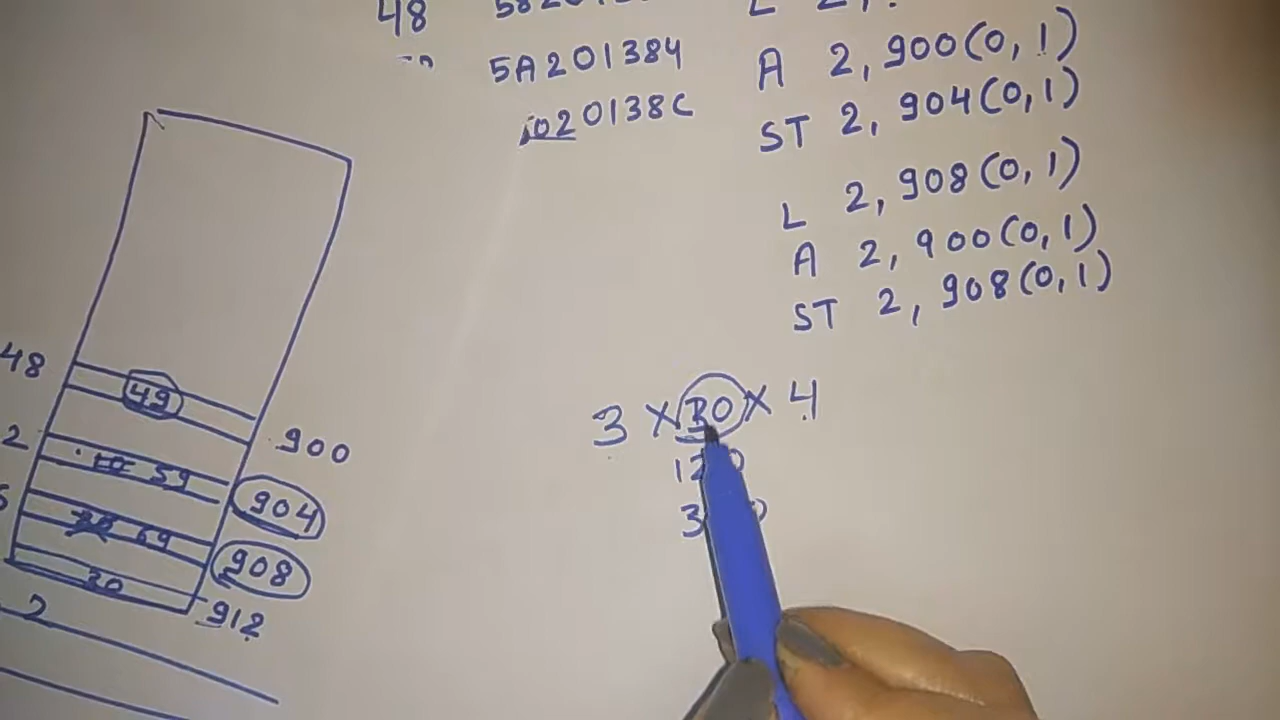 48
5A201384
5020138C
A 2, 900(0, 1)
ST 2, 904(0, 1)
L 2, 908(0, 1)
A 2, 900(0, 1)
ST 2, 908(0, 1)
48
49
900
2
59
904
69
908
30
912
2
3 × 30 × 4